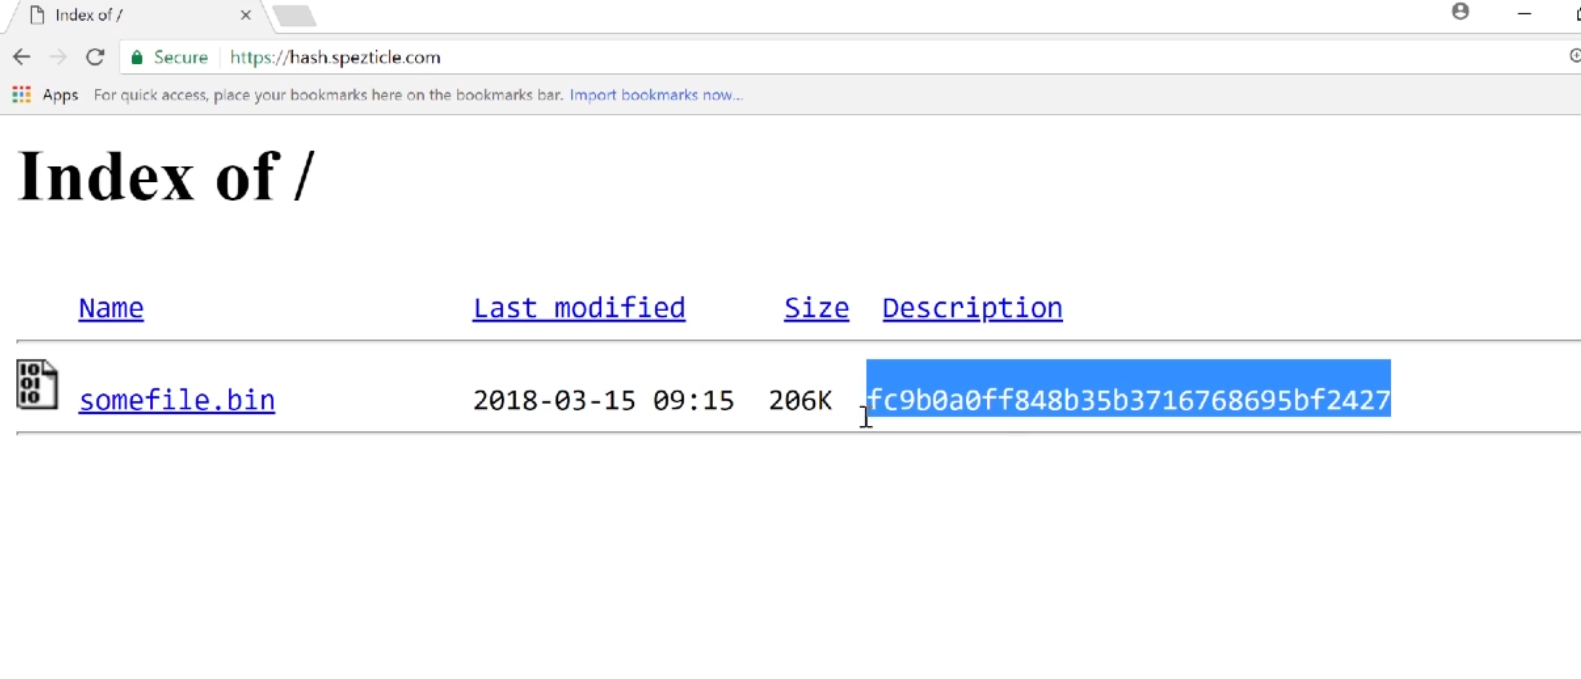 Index of /
Secure https://hash.spezticle.com
Apps For quick access, place your bookmarks here on the bookmarks bar. Import bookmarks now...
Index of /
Name Last modified Size Description
somefile.bin 2018-03-15 09:15 206K fc9b0a0ff848b35b3716768695bf2427